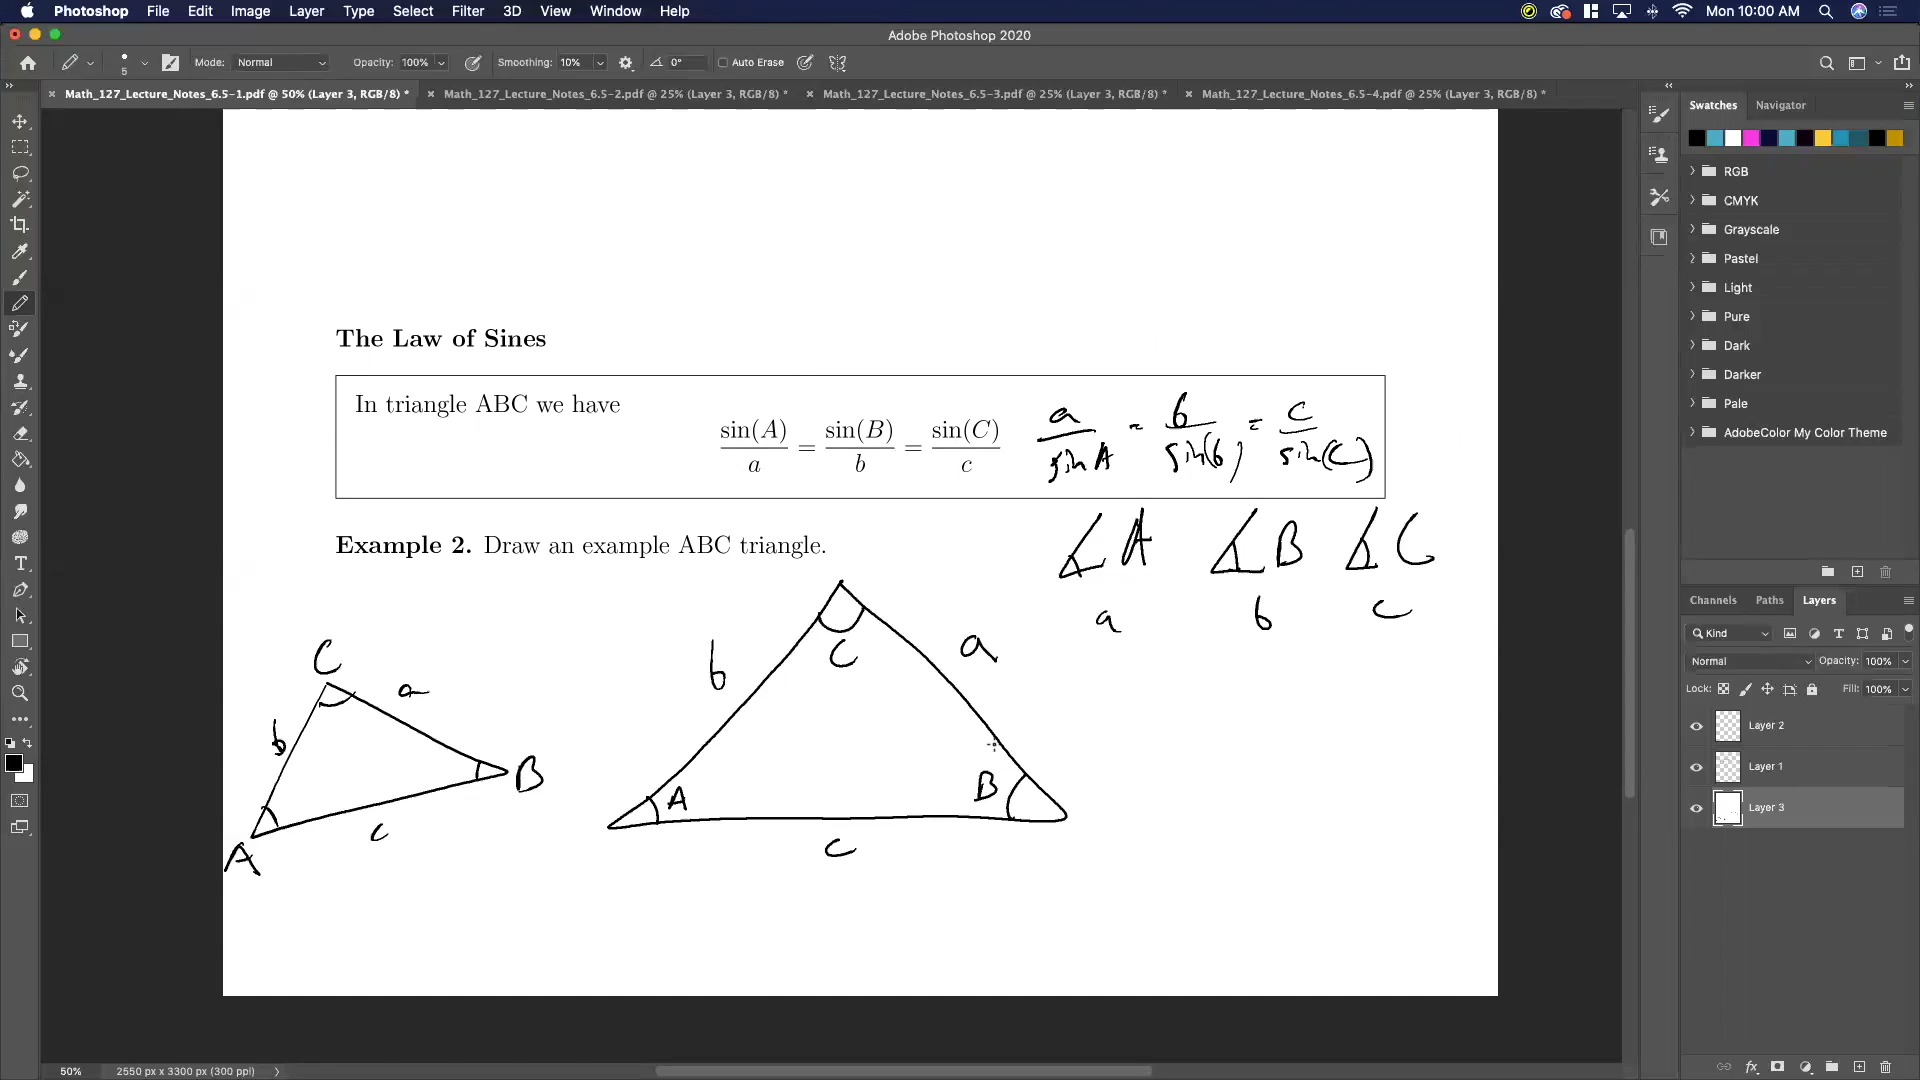 Photoshop File Edit Image Layer Type Select Filter 3D View Window Help Mon 10:00 AM
Adobe Photoshop 2020
5 Mode: Normal Opacity: 100% Smoothing: 10% 0° Auto Erase
× Math_127_Lecture_Notes_6.5-1.pdf @ 50% (Layer 3, RGB/8) * × Math_127_Lecture_Notes_6.5-2.pdf @ 25% (Layer 3, RGB/8) * × Math_127_Lecture_Notes_6.5-3.pdf @ 25% (Layer 3, RGB/8) * × Math_127_Lecture_Notes_6.5-4.pdf @ 25% (Layer 3, RGB/8) *
The Law of Sines
In triangle ABC we have
sin(A)/a = sin(B)/b = sin(C)/c
a/sin A = b/sin(b) = c/sin(C)
Example 2. Draw an example ABC triangle.
∡A ∡B ∡C
a b c
C
a
b
B
A
c
C
b
a
A
B
c
50% 2550 px x 3300 px (300 ppi)
Swatches Navigator
RGB
CMYK
Grayscale
Pastel
Light
Pure
Dark
Darker
Pale
AdobeColor My Color Theme
Channels Paths Layers
Kind
Normal Opacity: 100%
Lock: Fill: 100%
Layer 2
Layer 1
Layer 3
fx